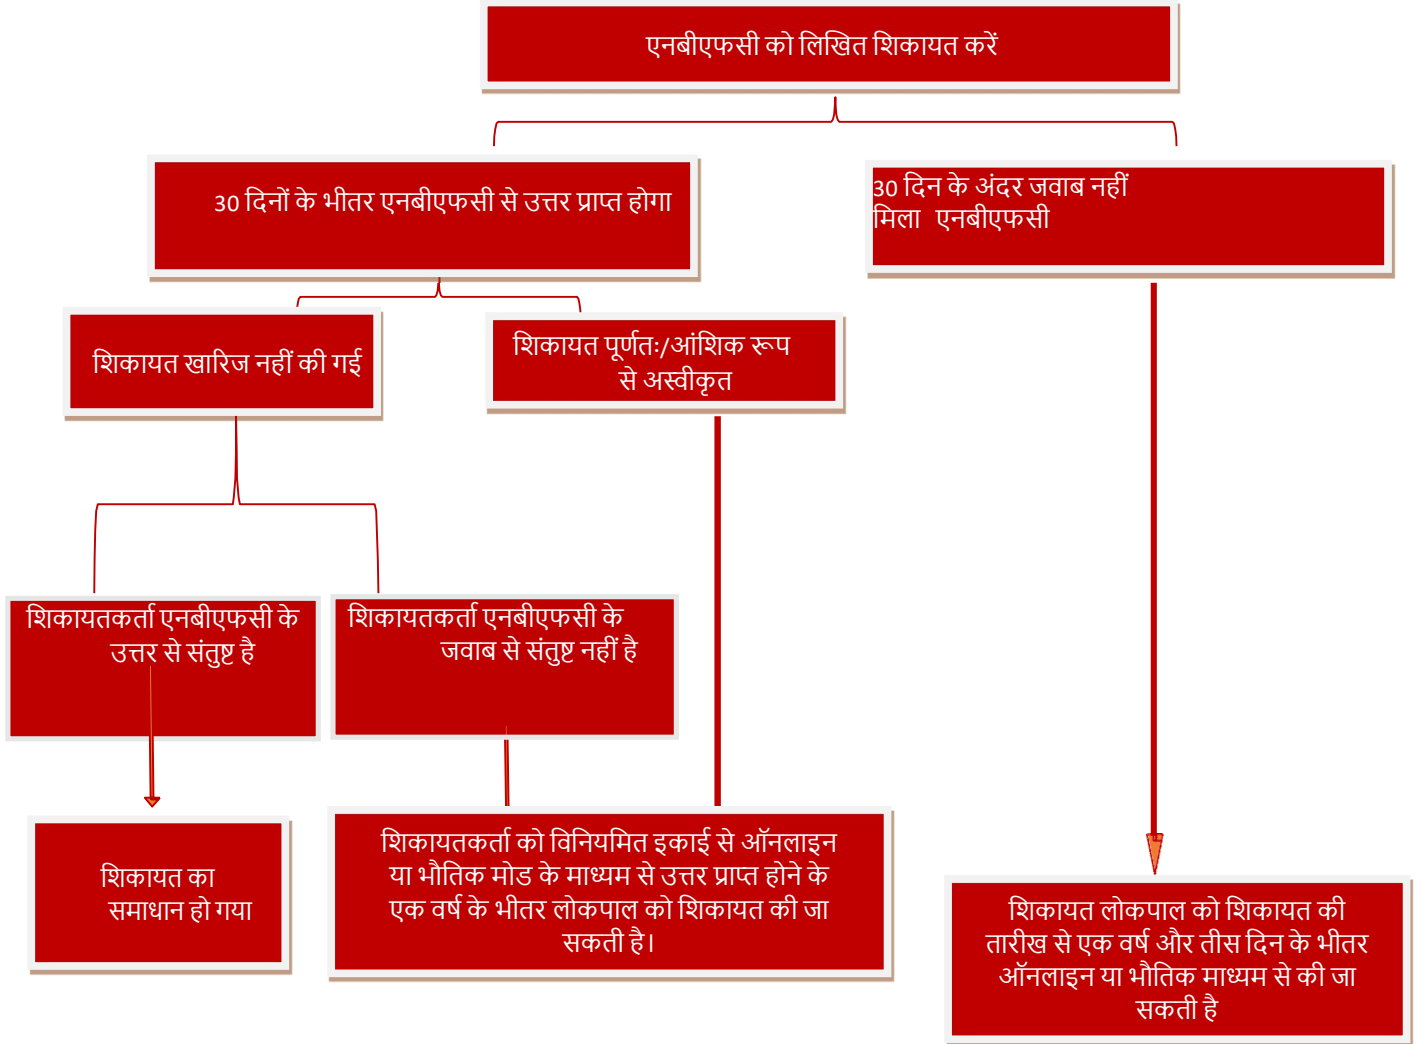 एनबीएफसी को लिखित शिकायत करें
30 दिनों के भीतर एनबीएफसी से उत्तर प्राप्त होगा
30 दिन के अंदर जवाब नहीं
मिला एनबीएफसी
शिकायत खारिज नहीं की गई
शिकायत पूर्णतः/आंशिक रूप
से अस्वीकृत
शिकायतकर्ता एनबीएफसी के
उत्तर से संतुष्ट है
शिकायतकर्ता एनबीएफसी के
जवाब से संतुष्ट नहीं है
शिकायत का
समाधान हो गया
शिकायतकर्ता को विनियमित इकाई से ऑनलाइन
या भौतिक मोड के माध्यम से उत्तर प्राप्त होने के
एक वर्ष के भीतर लोकपाल को शिकायत की जा
सकती है।
शिकायत लोकपाल को शिकायत की
तारीख से एक वर्ष और तीस दिन के भीतर
ऑनलाइन या भौतिक माध्यम से की जा
सकती है